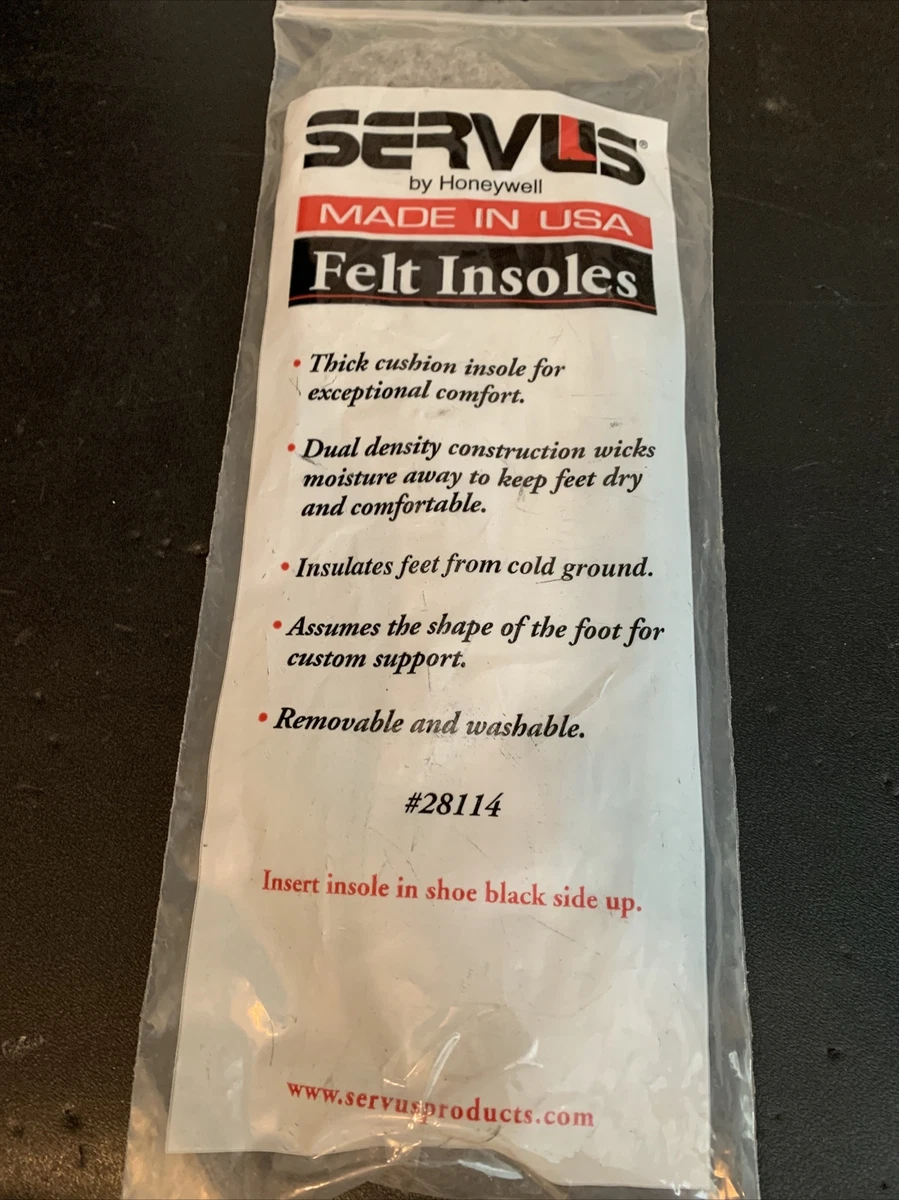 SERVUS®
by Honeywell
MADE IN USA
Felt Insoles
• Thick cushion insole for
exceptional comfort.
• Dual density construction wicks
moisture away to keep feet dry
and comfortable.
• Insulates feet from cold ground.
• Assumes the shape of the foot for
custom support.
• Removable and washable.
#28114
Insert insole in shoe black side up.
www.servusproducts.com